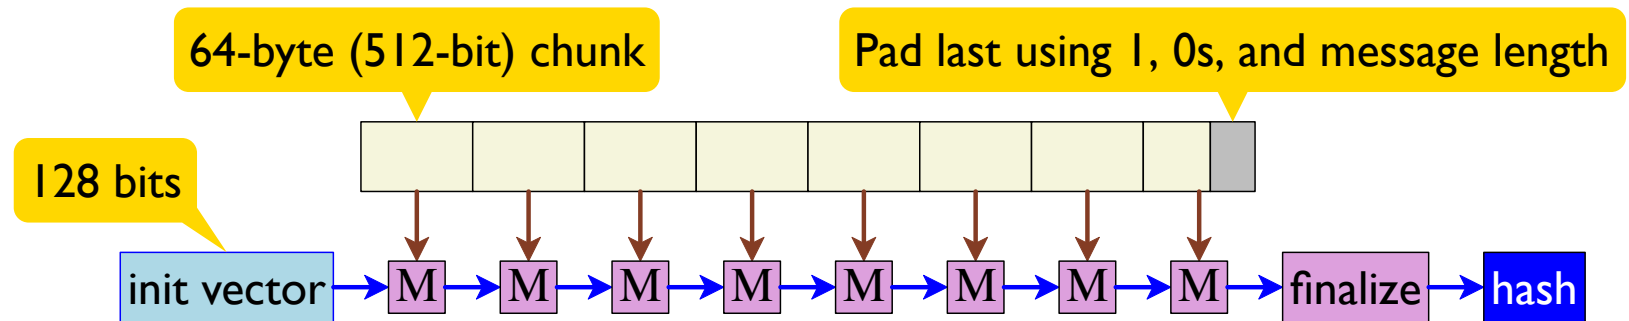 64-byte (512-bit) chunk
Pad last using 1, 0s, and message length
128 bits
init vector
M
M
M
M
M
M
M
M
finalize
hash